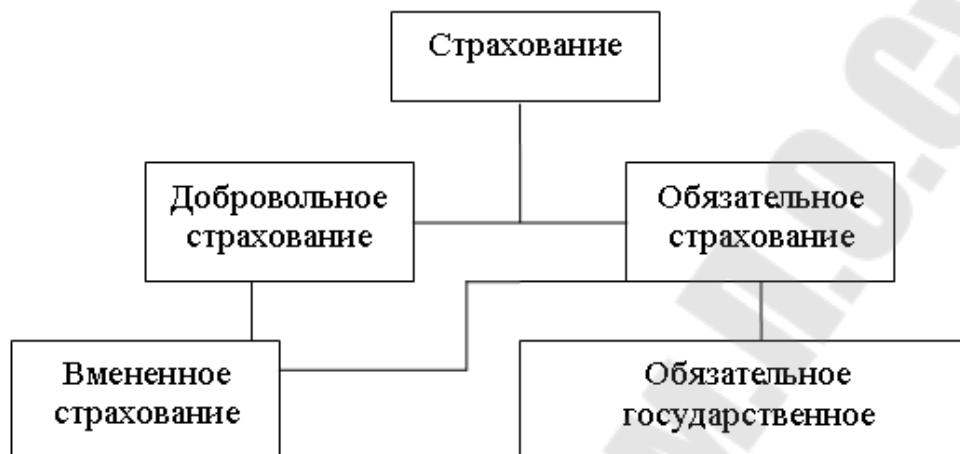 Страхование
Добровольное
страхование
Обязательное
страхование
Вмененное
страхование
Обязательное
государственное